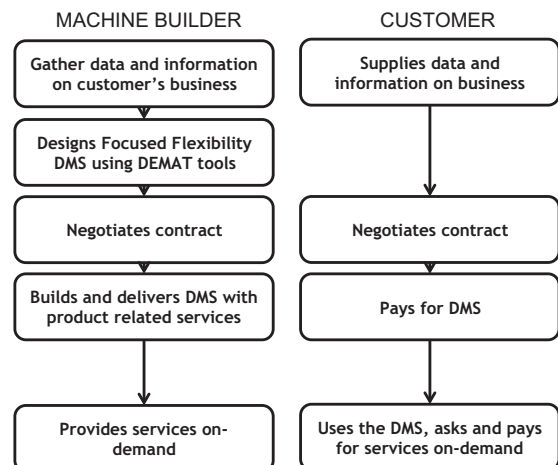 MACHINE BUILDER
Gather data and information
on customer's business
Designs Focused Flexibility
DMS using DEMAT tools
Negotiates contract
Builds and delivers DMS with
product related services
Provides services on-
demand
CUSTOMER
Supplies data and
information on business
Negotiates contract
Pays for DMS
Uses the DMS, asks and pays
for services on-demand